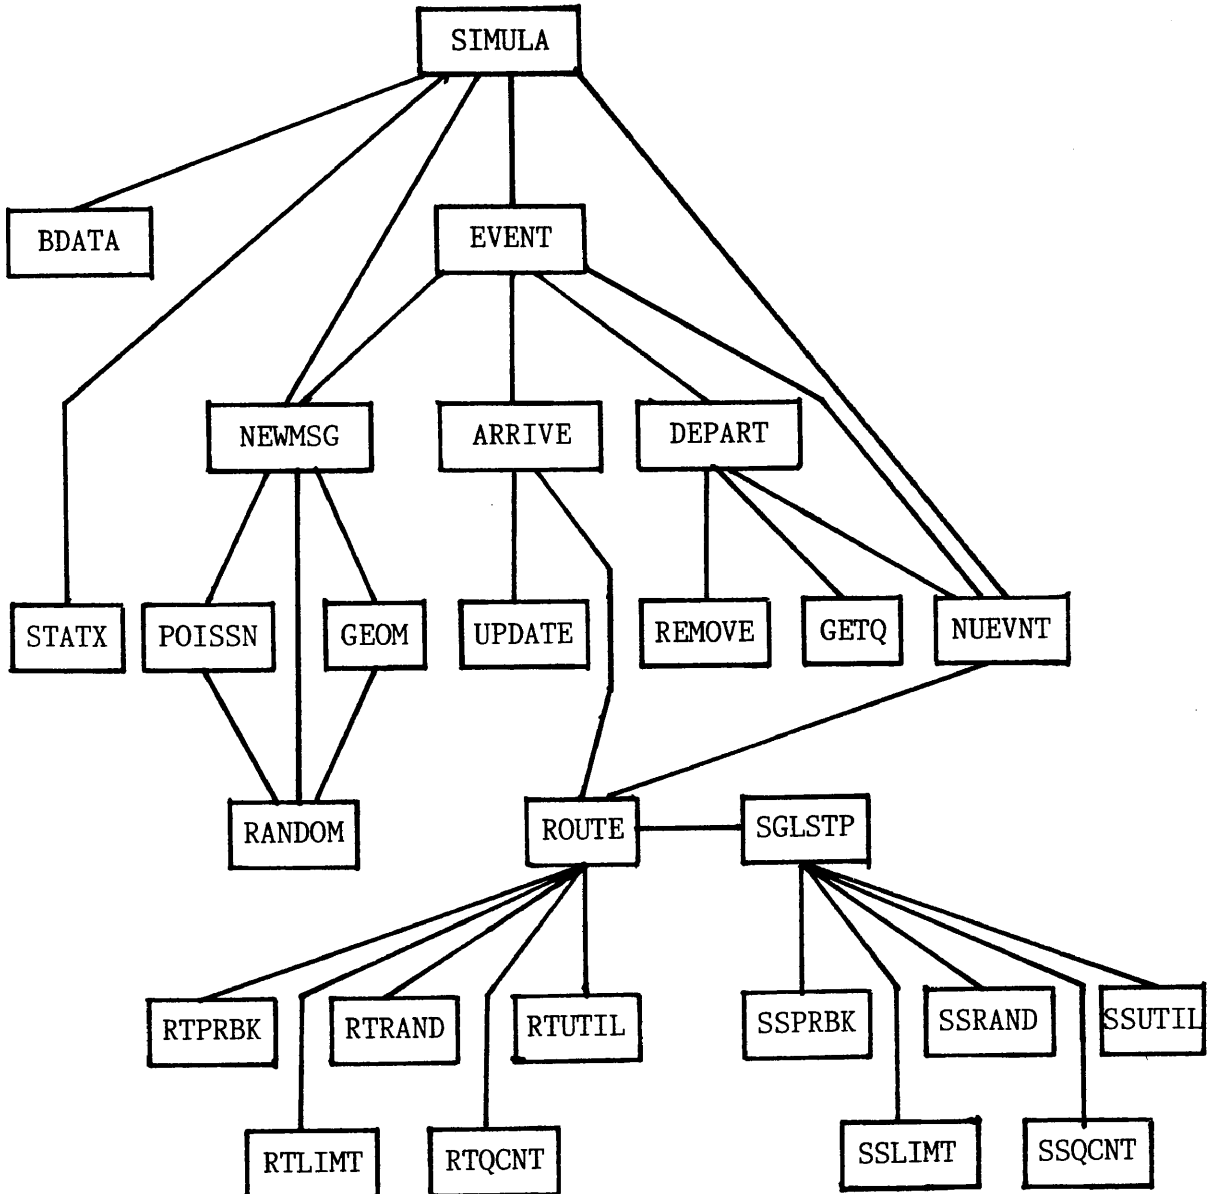 SIMULA
BDATA
EVENT
NEWMSG
ARRIVE
DEPART
STATX
POISSN
GEOM
UPDATE
REMOVE
GETQ
NUEVNT
RANDOM
ROUTE
SGLSTP
RTPRBK
RTRAND
RTUTIL
SSPRBK
SSRAND
SSUTIL
RTLIMT
RTQCNT
SSLIMT
SSQCNT